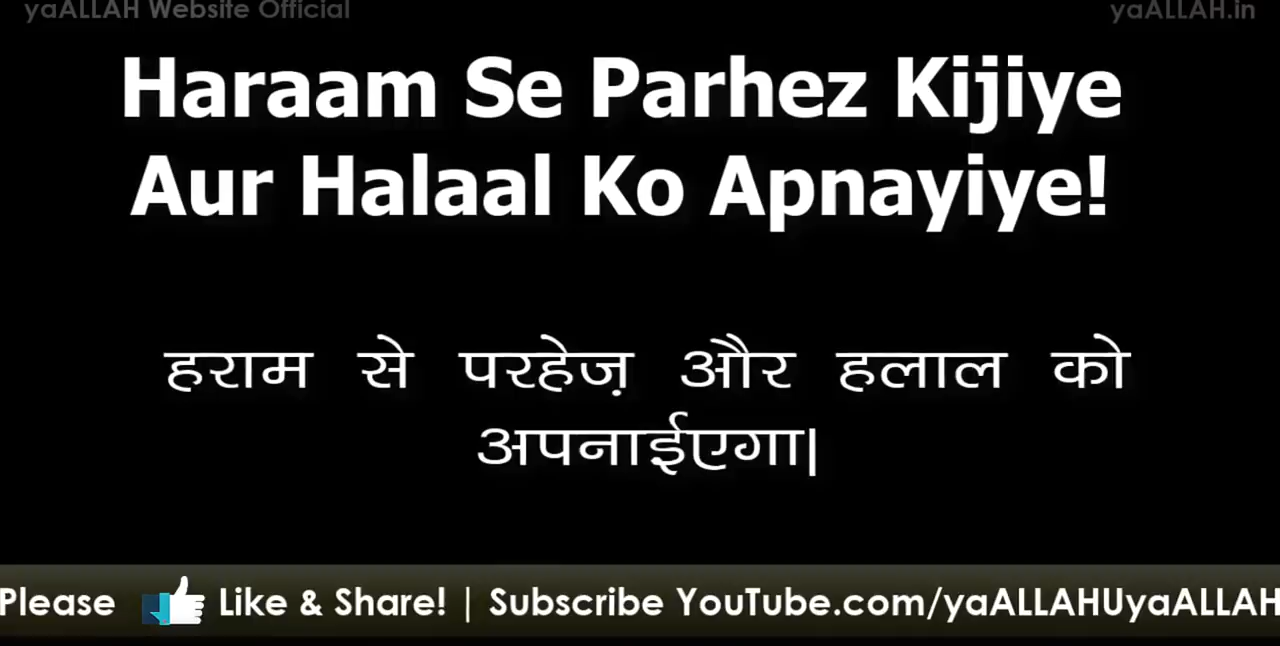 yaALLAH Website Official
yaALLAH.in
Haraam Se Parhez Kijiye
Aur Halaal Ko Apnayiye!
हराम से परहेज़ और हलाल को
अपनाईएगा|
Please Like & Share! | Subscribe YouTube.com/yaALLAHUyaALLAH